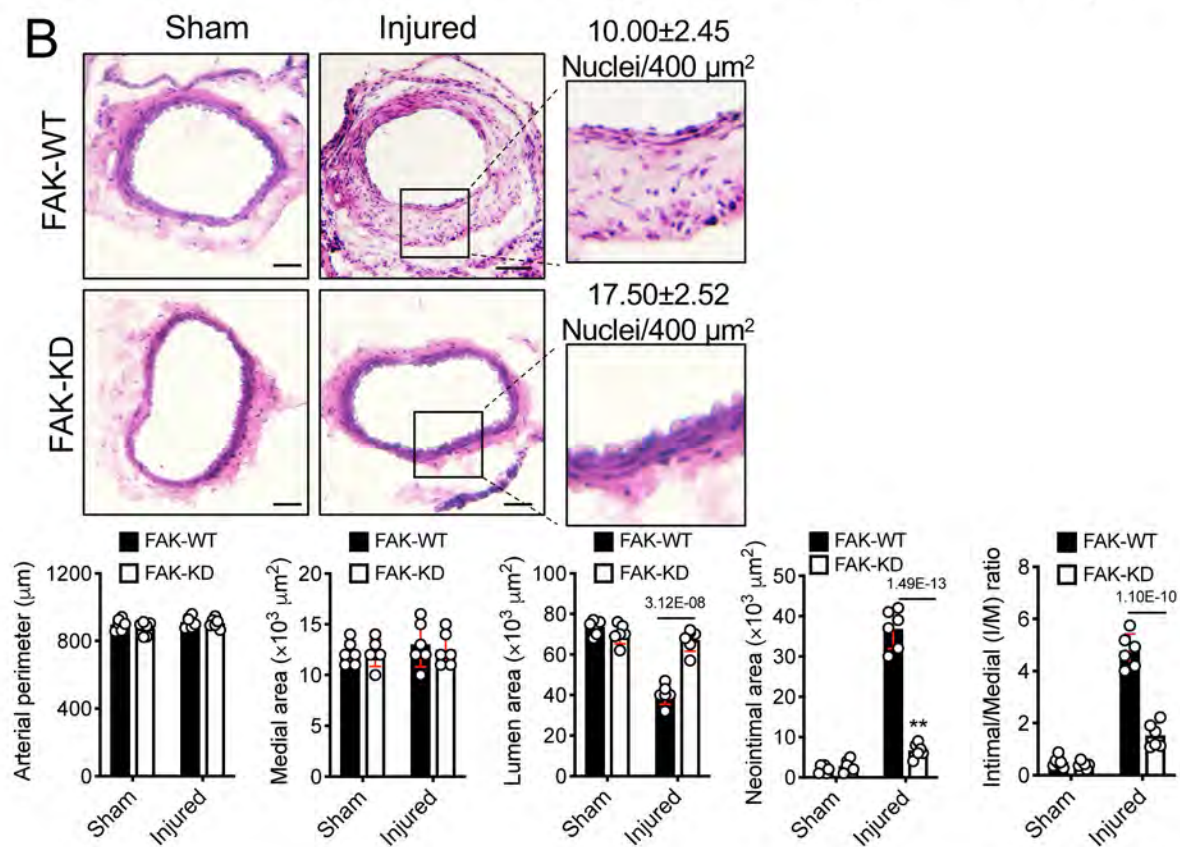 B
Sham
Injured
10.00±2.45
Nuclei/400 μm²
FAK-WT
17.50±2.52
Nuclei/400 μm²
FAK-KD
FAK-WT
FAK-KD
Arterial perimeter (μm)
1200
900
400
0
Sham
Injured
FAK-WT
FAK-KD
Medial area (×10³ μm²)
20
15
10
5
0
Sham
Injured
FAK-WT
FAK-KD
3.12E-08
Lumen area (×10³ μm²)
100
80
60
40
20
0
Sham
Injured
FAK-WT
FAK-KD
1.49E-13
**
Neointimal area (×10³ μm²)
50
40
30
20
10
0
Sham
Injured
FAK-WT
FAK-KD
1.10E-10
Intimal/Medial (I/M) ratio
8
6
4
2
0
Sham
Injured